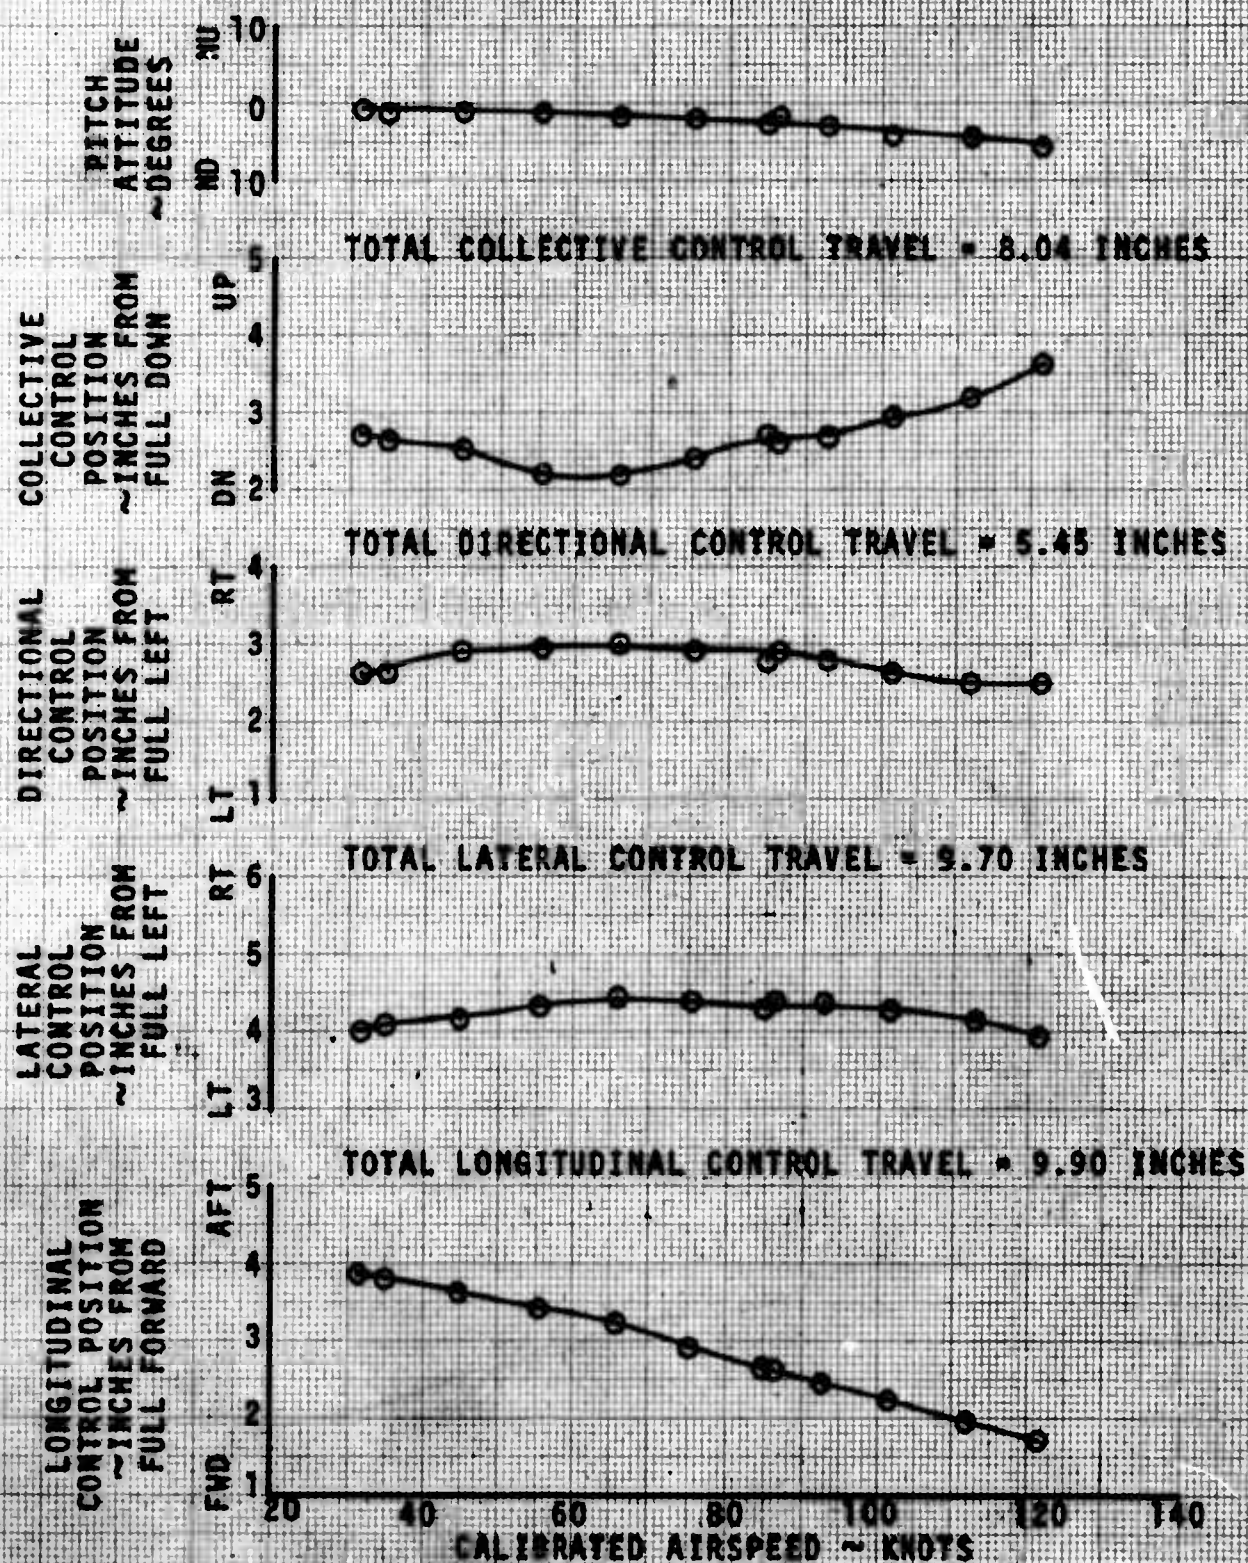 PITCH
ATTITUDE
~DEGREES
NU
ND
10
0
10
TOTAL COLLECTIVE CONTROL TRAVEL = 8.04 INCHES
COLLECTIVE
CONTROL
POSITION
~INCHES FROM
FULL DOWN
UP
DN
5
4
3
2
TOTAL DIRECTIONAL CONTROL TRAVEL = 5.45 INCHES
DIRECTIONAL
CONTROL
POSITION
~INCHES FROM
FULL LEFT
RT
LT
4
3
2
1
TOTAL LATERAL CONTROL TRAVEL = 9.70 INCHES
LATERAL
CONTROL
POSITION
~INCHES FROM
FULL LEFT
RT
LT
6
5
4
3
TOTAL LONGITUDINAL CONTROL TRAVEL = 9.90 INCHES
LONGITUDINAL
CONTROL POSITION
~INCHES FROM
FULL FORWARD
AFT
FWD
5
4
3
2
1
20 40 60 80 100 120 140
CALIBRATED AIRSPEED ~ KNOTS